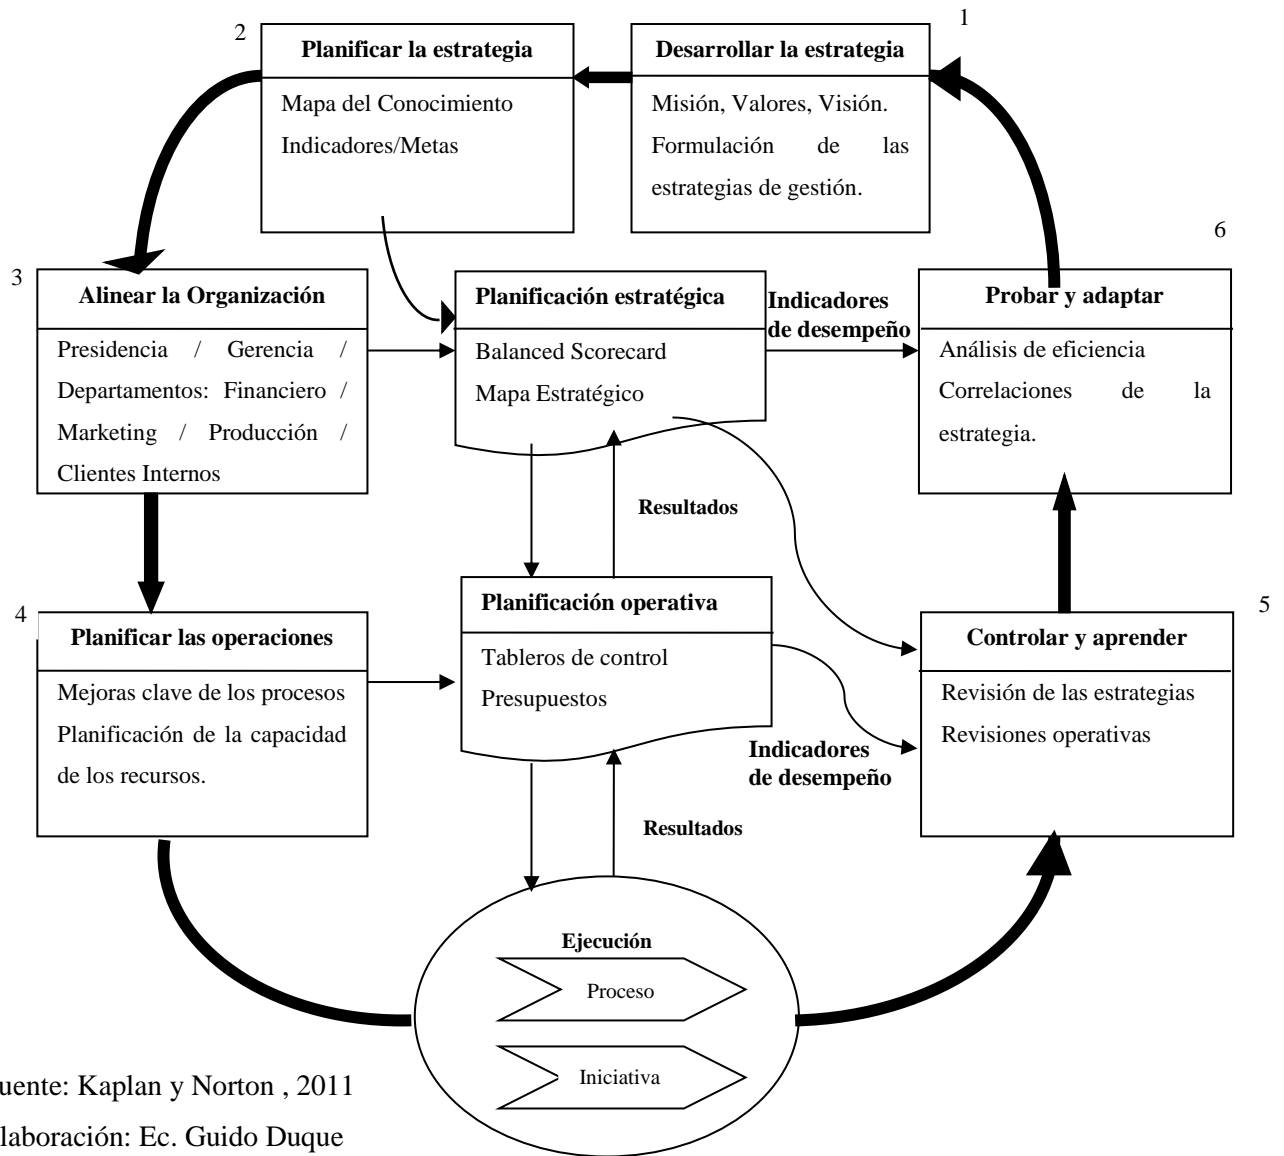 1
Desarrollar la estrategia
Misión, Valores, Visión.
Formulación de las
estrategias de gestión.
2
Planificar la estrategia
Mapa del Conocimiento
Indicadores/Metas
3
Alinear la Organización
Presidencia / Gerencia /
Departamentos: Financiero /
Marketing / Producción /
Clientes Internos
Planificación estratégica
Balanced Scorecard
Mapa Estratégico
Indicadores
de desempeño
6
Probar y adaptar
Análisis de eficiencia
Correlaciones de la
estrategia.
Resultados
4
Planificar las operaciones
Mejoras clave de los procesos
Planificación de la capacidad
de los recursos.
Planificación operativa
Tableros de control
Presupuestos
Indicadores
de desempeño
5
Controlar y aprender
Revisión de las estrategias
Revisiones operativas
Resultados
Ejecución
Proceso
Iniciativa
uente: Kaplan y Norton , 2011
laboración: Ec. Guido Duque